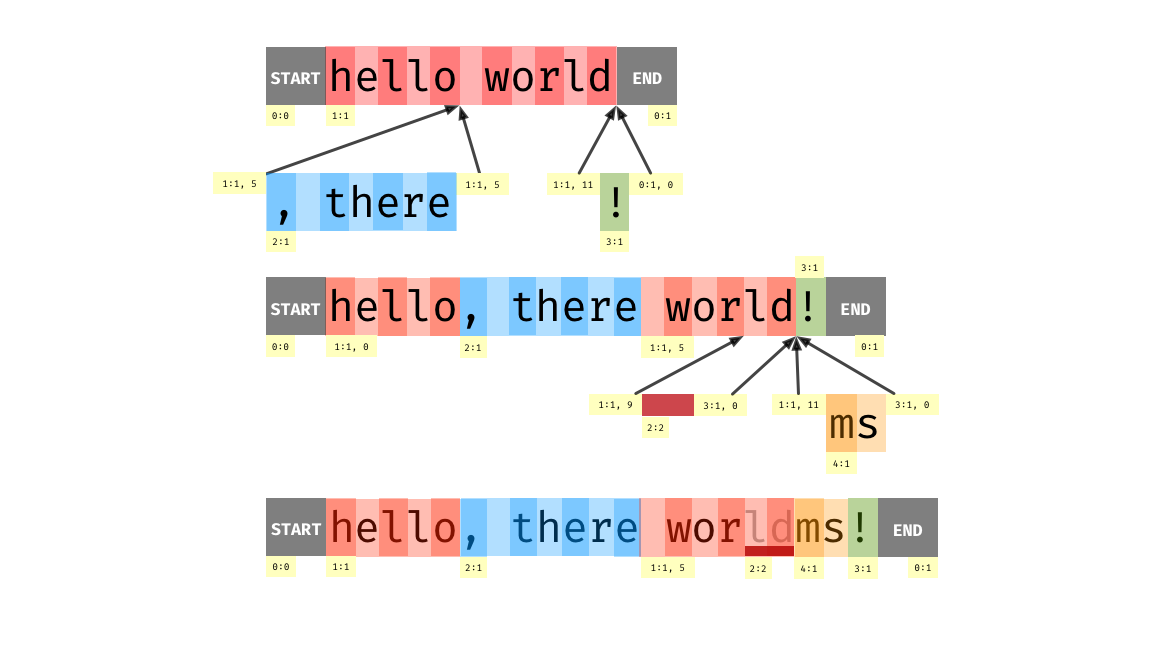 START hello world END
0:0 1:1 0:1
1:1, 5 , there 1:1, 5 1:1, 11 ! 0:1, 0
2:1 3:1
3:1
START hello, there world! END
0:0 1:1, 0 2:1 1:1, 5 0:1
1:1, 9 3:1, 0 1:1, 11 ms 3:1, 0
2:2
4:1
START hello, there worldms! END
0:0 1:1 2:1 1:1, 5 2:2 4:1 3:1 0:1